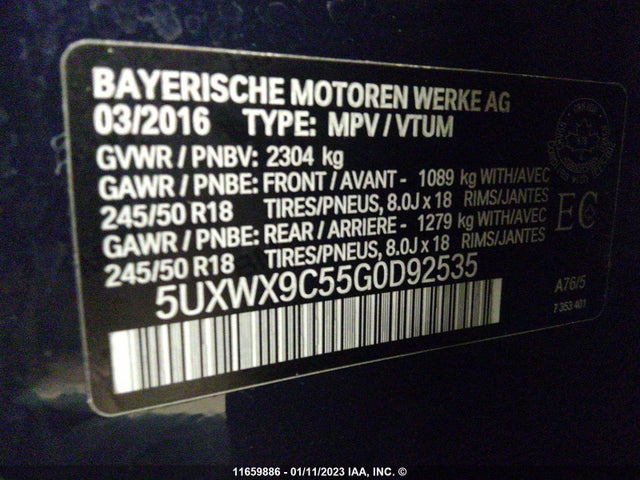 BAYERISCHE MOTOREN WERKE AG
03/2016 TYPE: MPV / VTUM
GVWR / PNBV: 2304 kg
GAWR / PNBE: FRONT / AVANT - 1089 kg WITH/AVEC
245/50 R18 TIRES/PNEUS, 8.0J x 18 RIMS/JANTES
GAWR / PNBE: REAR / ARRIERE - 1279 kg WITH/AVEC
245/50 R18 TIRES/PNEUS, 8.0J x 18 RIMS/JANTES
EC
5UXWX9C55G0D92535
A76/5
7 353 401
11659886 - 01/11/2023 IAA, INC. ©